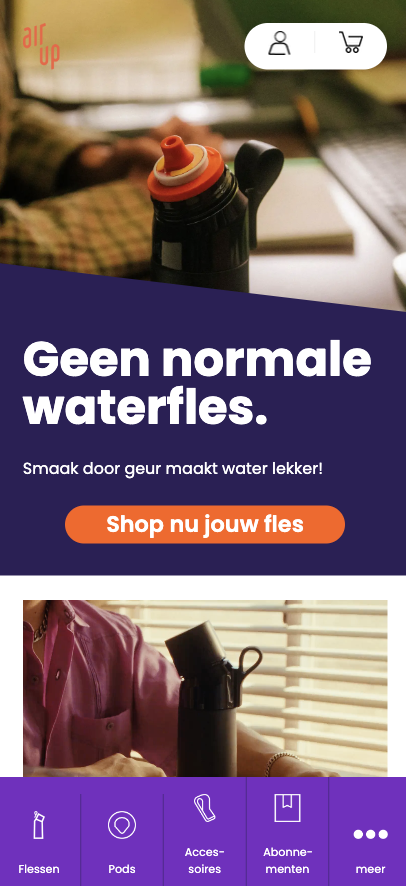 air
up
Geen normale
waterfles.
Smaak door geur maakt water lekker!
Shop nu jouw fles
Flessen
Pods
Acces-
soires
Abonne-
menten
meer